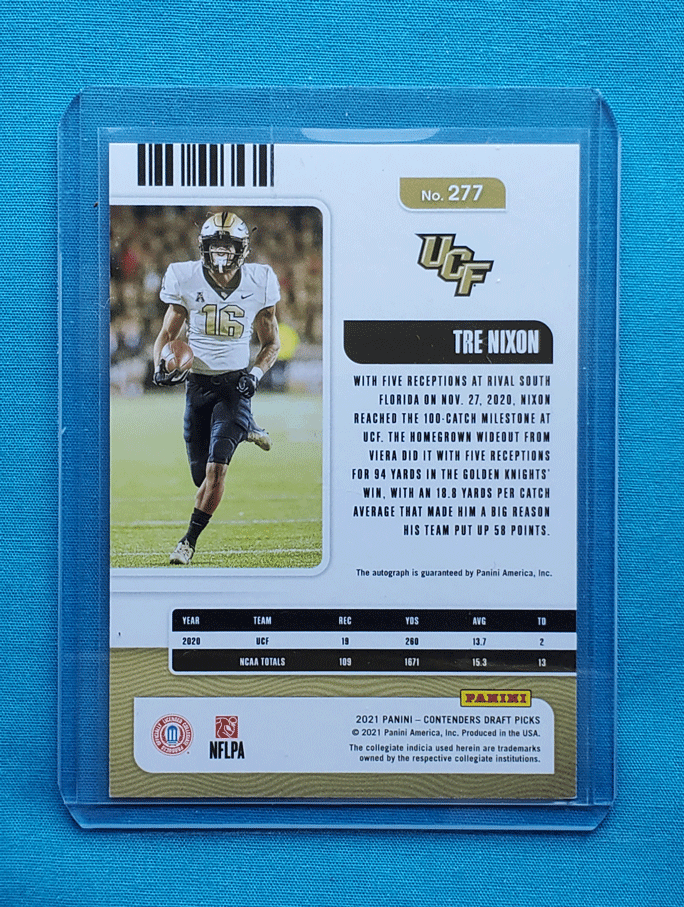 No. 277
UCF
16
TRE NIXON
WITH FIVE RECEPTIONS AT RIVAL SOUTH
FLORIDA ON NOV. 27, 2020, NIXON
REACHED THE 100-CATCH MILESTONE AT
UCF. THE HOMEGROWN WIDEOUT FROM
VIERA DID IT WITH FIVE RECEPTIONS
FOR 94 YARDS IN THE GOLDEN KNIGHTS'
WIN, WITH AN 18.8 YARDS PER CATCH
AVERAGE THAT MADE HIM A BIG REASON
HIS TEAM PUT UP 58 POINTS.
The autograph is guaranteed by Panini America, Inc.
YEAR TEAM REC YDS AVG TD
2020 UCF 19 260 13.7 2
NCAA TOTALS 109 1671 15.3 13
PANINI
2021 PANINI – CONTENDERS DRAFT PICKS
© 2021 Panini America, Inc. Produced in the USA.
The collegiate indicia used herein are trademarks
owned by the respective collegiate institutions.
OFFICIALLY LICENSED COLLEGIATE PRODUCTS
NFLPA